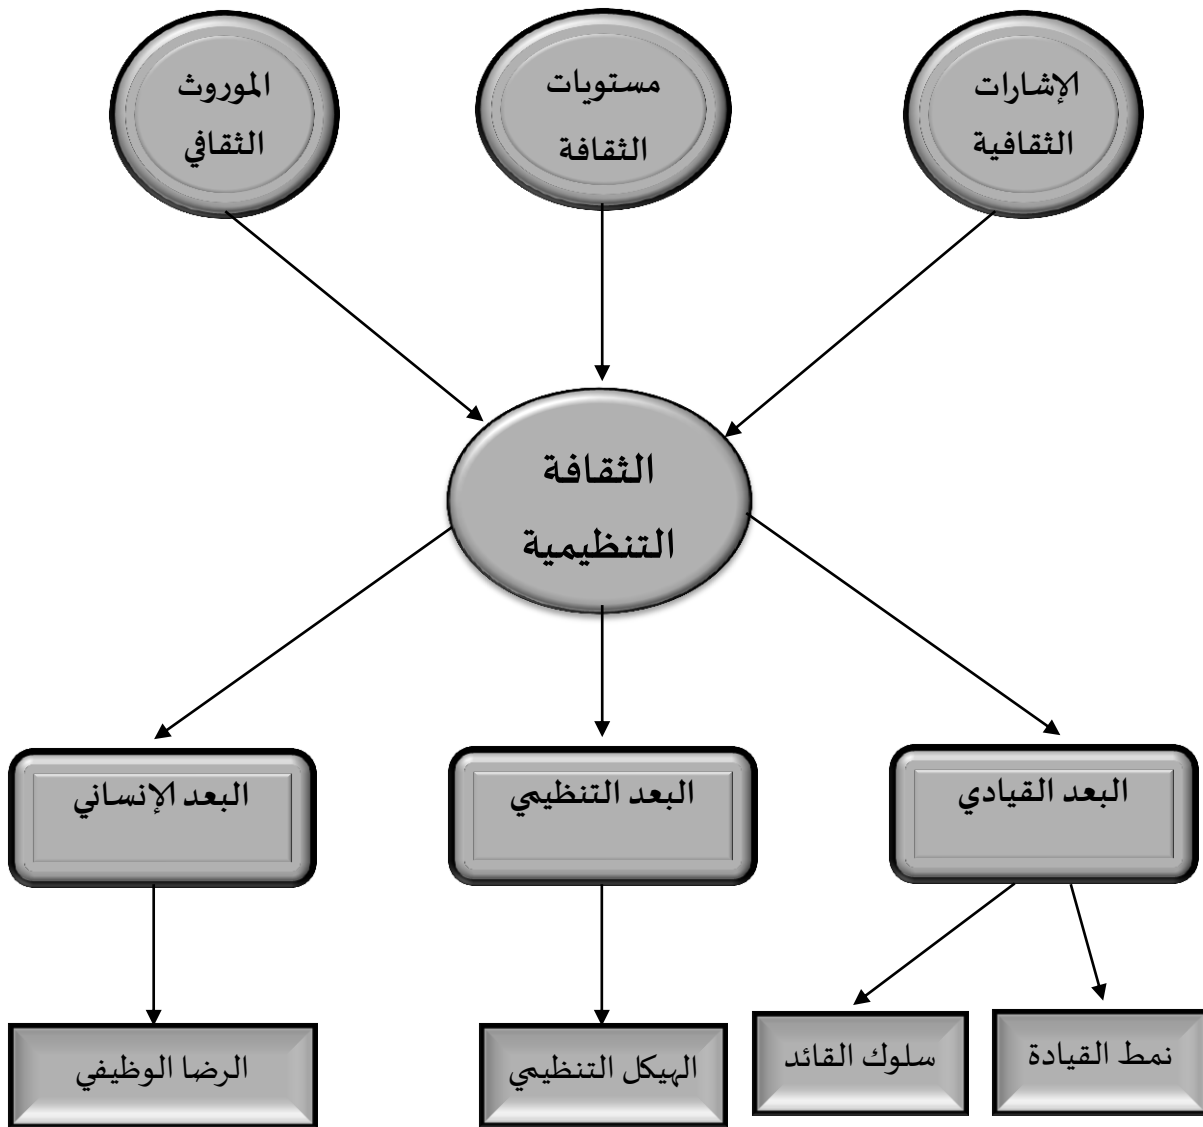 الإشارات
الثقافية
مستويات
الثقافة
الموروث
الثقافي
الثقافة
التنظيمية
البعد القيادي
البعد التنظيمي
البعد الإنساني
نمط القيادة
سلوك القائد
الهيكل التنظيمي
الرضا الوظيفي